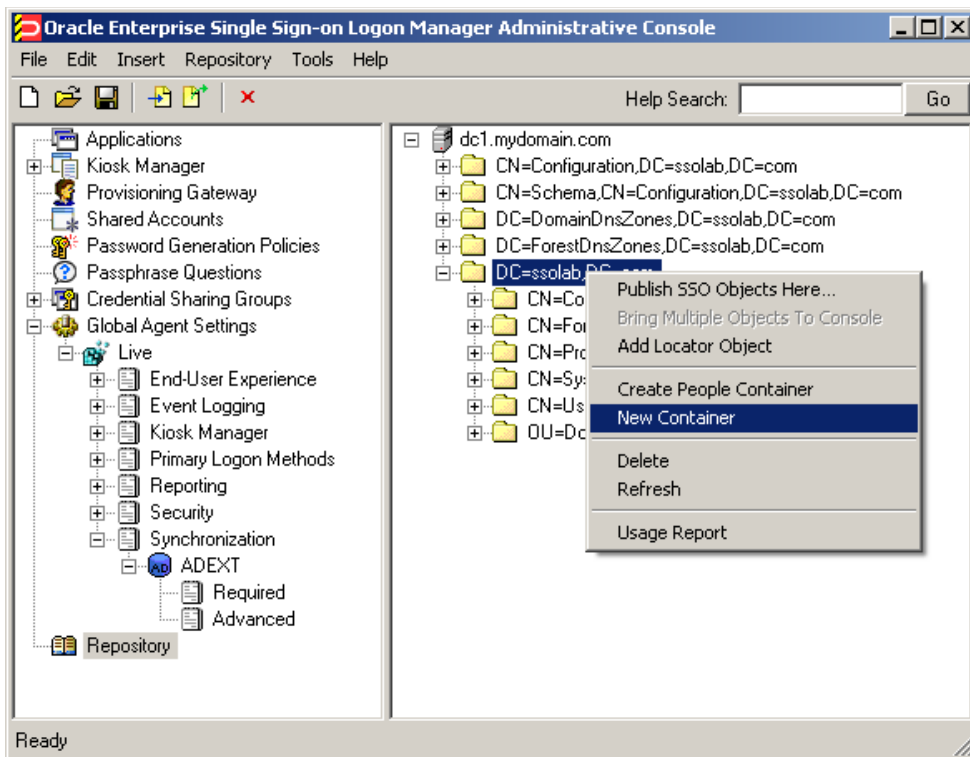 Oracle Enterprise Single Sign-on Logon Manager Administrative Console
File Edit Insert Repository Tools Help
Help Search: Go
Applications
Kiosk Manager
Provisioning Gateway
Shared Accounts
Password Generation Policies
Passphrase Questions
Credential Sharing Groups
Global Agent Settings
Live
End-User Experience
Event Logging
Kiosk Manager
Primary Logon Methods
Reporting
Security
Synchronization
AD ADEXT
Required
Advanced
Repository
dc1.mydomain.com
CN=Configuration,DC=ssolab,DC=com
CN=Schema,CN=Configuration,DC=ssolab,DC=com
DC=DomainDnsZones,DC=ssolab,DC=com
DC=ForestDnsZones,DC=ssolab,DC=com
DC=ssolab,DC=com
CN=Co
CN=For
CN=Pro
CN=Sys
CN=Us
OU=Do
Publish SSO Objects Here...
Bring Multiple Objects To Console
Add Locator Object
Create People Container
New Container
Delete
Refresh
Usage Report
Ready